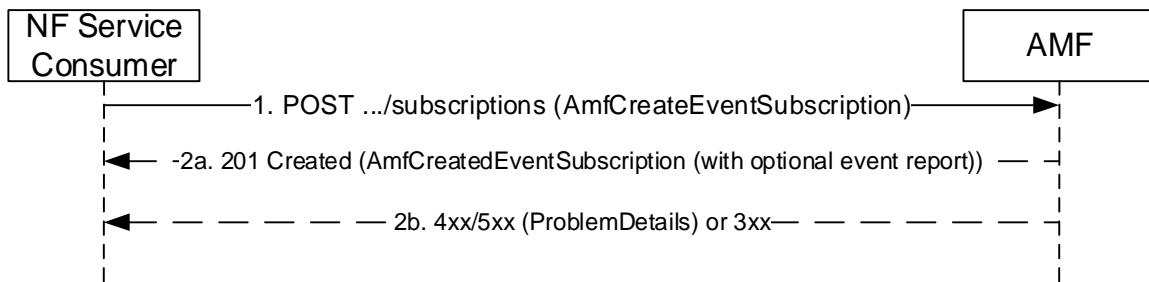 NF Service
Consumer
AMF
1. POST .../subscriptions (AmfCreateEventSubscription)
-2a. 201 Created (AmfCreatedEventSubscription (with optional event report))
2b. 4xx/5xx (ProblemDetails) or 3xx